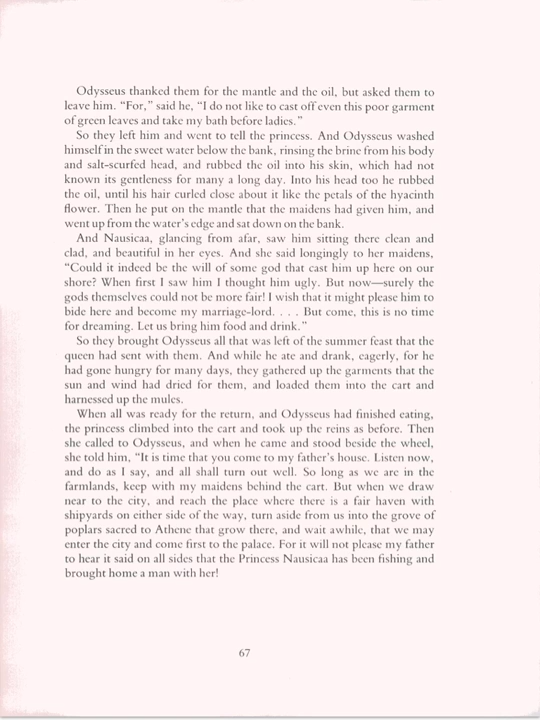 Odysseus thanked them for the mantle and the oil, but asked them to
leave him. “For,” said he, “I do not like to cast off even this poor garment
of green leaves and take my bath before ladies.”
So they left him and went to tell the princess. And Odysseus washed
himself in the sweet water below the bank, rinsing the brine from his body
and salt-scurfed head, and rubbed the oil into his skin, which had not
known its gentleness for many a long day. Into his head too he rubbed
the oil, until his hair curled close about it like the petals of the hyacinth
flower. Then he put on the mantle that the maidens had given him, and
went up from the water’s edge and sat down on the bank.
And Nausicaa, glancing from afar, saw him sitting there clean and
clad, and beautiful in her eyes. And she said longingly to her maidens,
“Could it indeed be the will of some god that cast him up here on our
shore? When first I saw him I thought him ugly. But now—surely the
gods themselves could not be more fair! I wish that it might please him to
bide here and become my marriage-lord. . . . But come, this is no time
for dreaming. Let us bring him food and drink.”
So they brought Odysseus all that was left of the summer feast that the
queen had sent with them. And while he ate and drank, eagerly, for he
had gone hungry for many days, they gathered up the garments that the
sun and wind had dried for them, and loaded them into the cart and
harnessed up the mules.
When all was ready for the return, and Odysseus had finished eating,
the princess climbed into the cart and took up the reins as before. Then
she called to Odysseus, and when he came and stood beside the wheel,
she told him, “It is time that you come to my father’s house. Listen now,
and do as I say, and all shall turn out well. So long as we are in the
farmlands, keep with my maidens behind the cart. But when we draw
near to the city, and reach the place where there is a fair haven with
shipyards on either side of the way, turn aside from us into the grove of
poplars sacred to Athene that grow there, and wait awhile, that we may
enter the city and come first to the palace. For it will not please my father
to hear it said on all sides that the Princess Nausicaa has been fishing and
brought home a man with her!
67